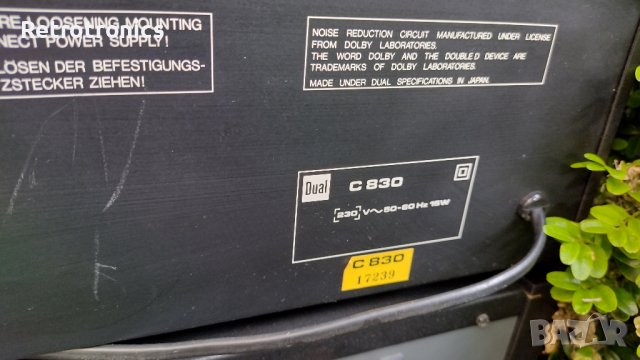 Retrotronics
RE LOOSENING MOUNTING
NECT POWER SUPPLY!
LÖSEN DER BEFESTIGUNGS-
TZSTECKER ZIEHEN!
NOISE REDUCTION CIRCUIT MANUFACTURED UNDER LICENSE
FROM DOLBY LABORATORIES.
THE WORD DOLBY AND THE DOUBLE D DEVICE ARE
TRADEMARKS OF DOLBY LABORATORIES.
MADE UNDER DUAL SPECIFICATIONS IN JAPAN.
Dual C 830
[230] V~50-60 Hz 15W
C 830
17239
BAZAR